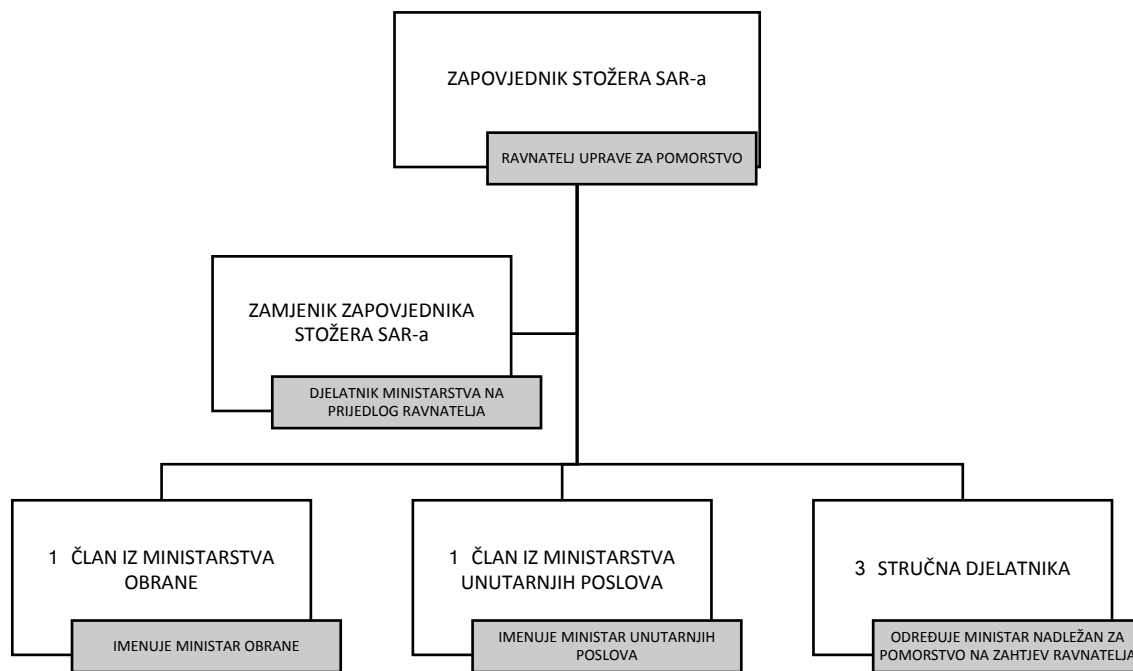 ZAPOVJEDNIK STOŽERA SAR-a
RAVNATELJ UPRAVE ZA POMORSTVO
ZAMJENIK ZAPOVJEDNIKA
STOŽERA SAR-a
DJELATNIK MINISTARSTVA NA
PRIJEDLOG RAVNATELJA
1 ČLAN IZ MINISTARSTVA
OBRANE
IMENUJE MINISTAR OBRANE
1 ČLAN IZ MINISTARSTVA
UNUTARNJIH POSLOVA
IMENUJE MINISTAR UNUTARNJIH
POSLOVA
3 STRUČNA DJELATNIKA
ODREĐUJE MINISTAR NADLEŽAN ZA
POMORSTVO NA ZAHTJEV RAVNATELJA